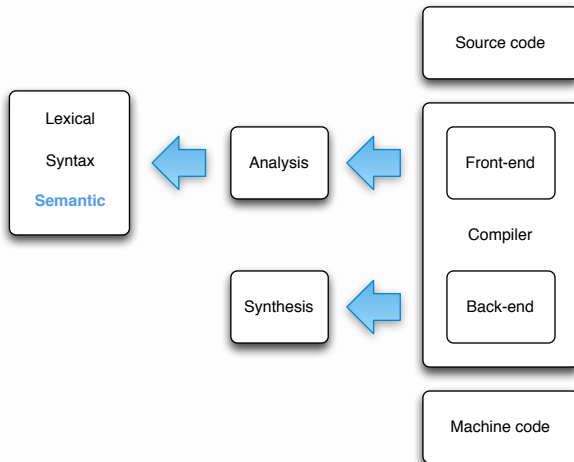 Source code
Lexical
Syntax
Semantic
Analysis
Front-end
Compiler
Synthesis
Back-end
Machine code